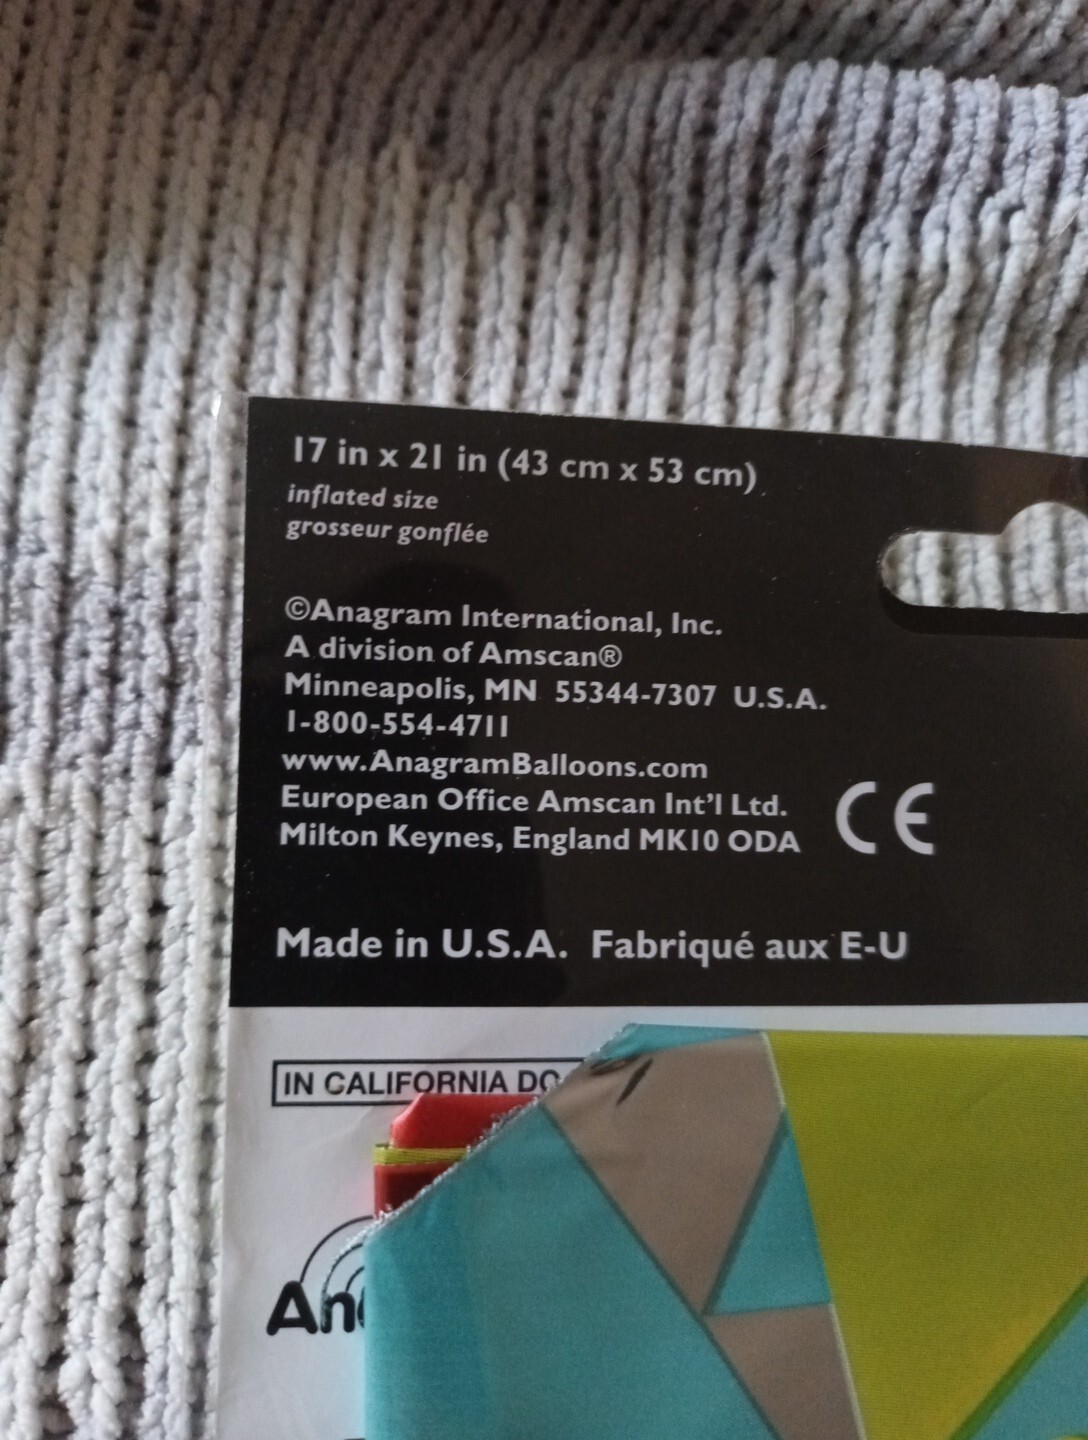 17 in x 21 in (43 cm x 53 cm)
inflated size
grosseur gonflée
©Anagram International, Inc.
A division of Amscan®
Minneapolis, MN 55344-7307 U.S.A.
1-800-554-4711
www.AnagramBalloons.com
European Office Amscan Int'l Ltd.
Milton Keynes, England MK10 ODA
CE
Made in U.S.A. Fabriqué aux E-U
IN CALIFORNIA DO
An